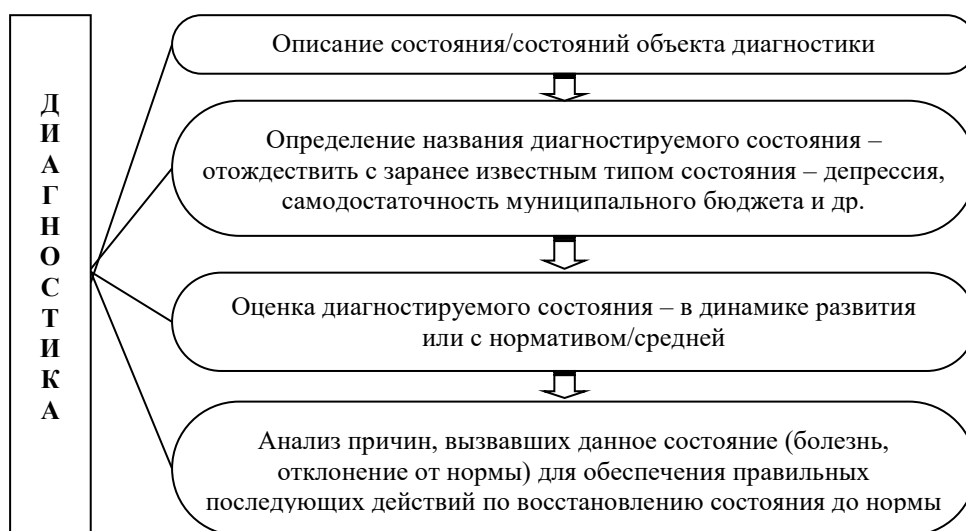 ДИАГНОСТИКА
Описание состояния/состояний объекта диагностики
Определение названия диагностируемого состояния –
отождествить с заранее известным типом состояния – депрессия,
самодостаточность муниципального бюджета и др.
Оценка диагностируемого состояния – в динамике развития
или с нормативом/средней
Анализ причин, вызвавших данное состояние (болезнь,
отклонение от нормы) для обеспечения правильных
последующих действий по восстановлению состояния до нормы